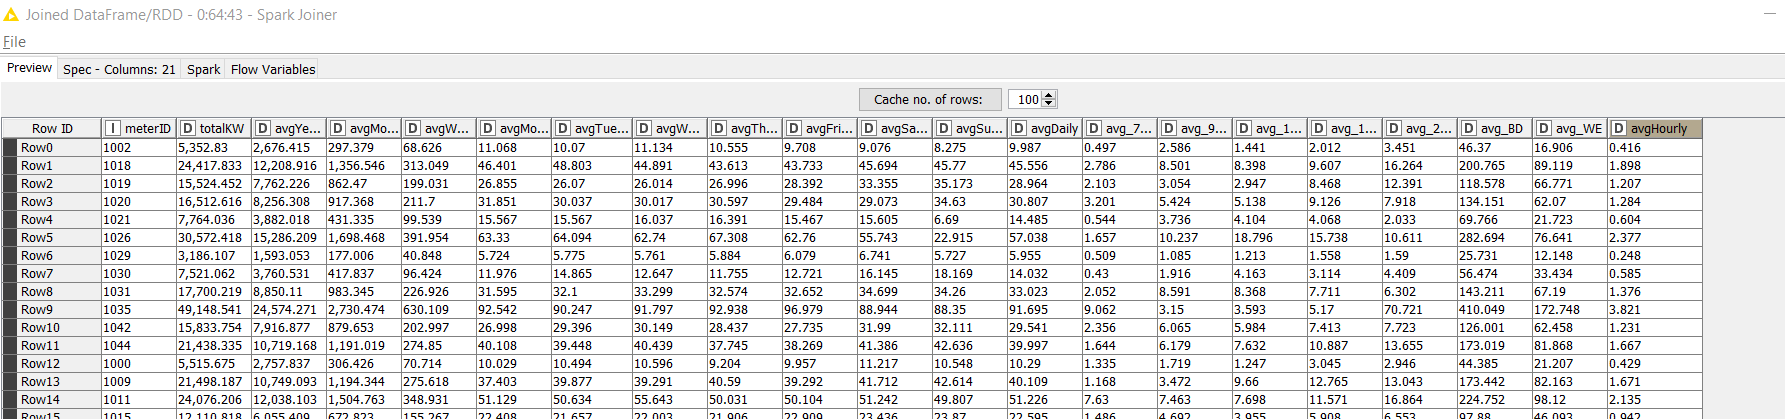 Joined DataFrame/RDD - 0:64:43 - Spark Joiner
File
Preview Spec - Columns: 21 Spark Flow Variables
Cache no. of rows: 100
Row ID I meterID D totalKW D avgYe... D avgMo... D avgW... D avgMo... D avgTue... D avgW... D avgTh... D avgFri... D avgSa... D avgSu... D avgDaily D avg_7... D avg_9... D avg_1... D avg_1... D avg_2... D avg_BD D avg_WE D avgHourly
Row0 1002 5,352.83 2,676.415 297.379 68.626 11.068 10.07 11.134 10.555 9.708 9.076 8.275 9.987 0.497 2.586 1.441 2.012 3.451 46.37 16.906 0.416
Row1 1018 24,417.833 12,208.916 1,356.546 313.049 46.401 48.803 44.891 43.613 43.733 45.694 45.77 45.556 2.786 8.501 8.398 9.607 16.264 200.765 89.119 1.898
Row2 1019 15,524.452 7,762.226 862.47 199.031 26.855 26.07 26.014 26.996 28.392 33.355 35.173 28.964 2.103 3.054 2.947 8.468 12.391 118.578 66.771 1.207
Row3 1020 16,512.616 8,256.308 917.368 211.7 31.851 30.037 30.017 30.597 29.484 29.073 34.63 30.807 3.201 5.424 5.138 9.126 7.918 134.151 62.07 1.284
Row4 1021 7,764.036 3,882.018 431.335 99.539 15.567 15.567 16.037 16.391 15.467 15.605 6.69 14.485 0.544 3.736 4.104 4.068 2.033 69.766 21.723 0.604
Row5 1026 30,572.418 15,286.209 1,698.468 391.954 63.33 64.094 62.74 67.308 62.76 55.743 22.915 57.038 1.657 10.237 18.796 15.738 10.611 282.694 76.641 2.377
Row6 1029 3,186.107 1,593.053 177.006 40.848 5.724 5.775 5.761 5.884 6.079 6.741 5.727 5.955 0.509 1.085 1.213 1.558 1.59 25.731 12.148 0.248
Row7 1030 7,521.062 3,760.531 417.837 96.424 11.976 14.865 12.647 11.755 12.721 16.145 18.169 14.032 0.43 1.916 4.163 3.114 4.409 56.474 33.434 0.585
Row8 1031 17,700.219 8,850.11 983.345 226.926 31.595 32.1 33.299 32.574 32.652 34.699 34.26 33.023 2.052 8.591 8.368 7.711 6.302 143.211 67.19 1.376
Row9 1035 49,148.541 24,574.271 2,730.474 630.109 92.542 90.247 91.797 92.938 96.979 88.944 88.35 91.695 9.062 3.15 3.593 5.17 70.721 410.049 172.748 3.821
Row10 1042 15,833.754 7,916.877 879.653 202.997 26.998 29.396 30.149 28.437 27.735 31.99 32.111 29.541 2.356 6.065 5.984 7.413 7.723 126.001 62.458 1.231
Row11 1044 21,438.335 10,719.168 1,191.019 274.85 40.108 39.448 40.439 37.745 38.269 41.386 42.636 39.997 1.644 6.179 7.632 10.887 13.655 173.019 81.868 1.667
Row12 1000 5,515.675 2,757.837 306.426 70.714 10.029 10.494 10.596 9.204 9.957 11.217 10.548 10.29 1.335 1.719 1.247 3.045 2.946 44.385 21.207 0.429
Row13 1009 21,498.187 10,749.093 1,194.344 275.618 37.403 39.877 39.291 40.59 39.292 41.712 42.614 40.109 1.168 3.472 9.66 12.765 13.043 173.442 82.163 1.671
Row14 1011 24,076.206 12,038.103 1,504.763 348.931 51.129 50.634 55.643 50.031 50.104 51.242 49.807 51.226 7.63 7.463 7.698 11.571 16.864 224.752 98.12 2.135
Row15 1015 12,110.818 6,055.409 672.823 155.267 22.408 21.657 22.003 21.906 22.909 23.436 23.87 22.595 1.486 4.692 3.955 5.908 6.553 97.88 46.093 0.942